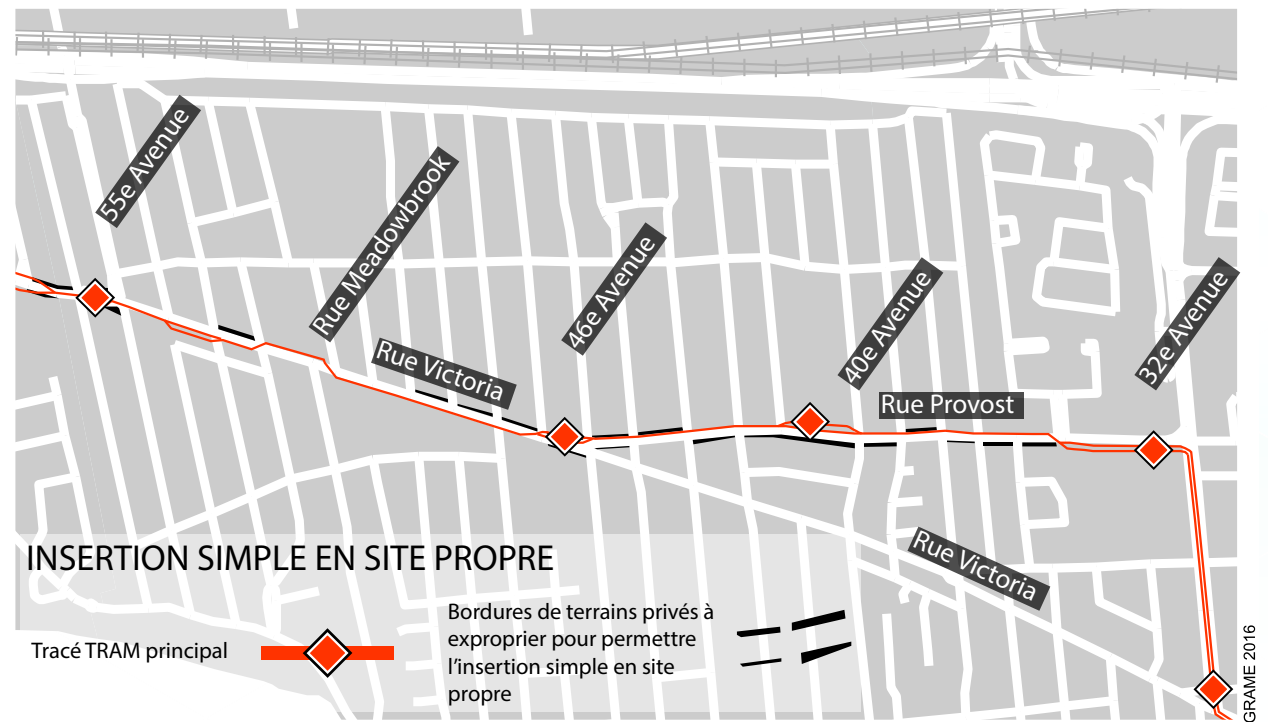 55e Avenue
Rue Meadowbrook
46e Avenue
40e Avenue
32e Avenue
Rue Victoria
Rue Provost
Rue Victoria
INSERTION SIMPLE EN SITE PROPRE
Tracé TRAM principal
Bordures de terrains privés à
exproprier pour permettre
l'insertion simple en site
propre
GRAME 2016